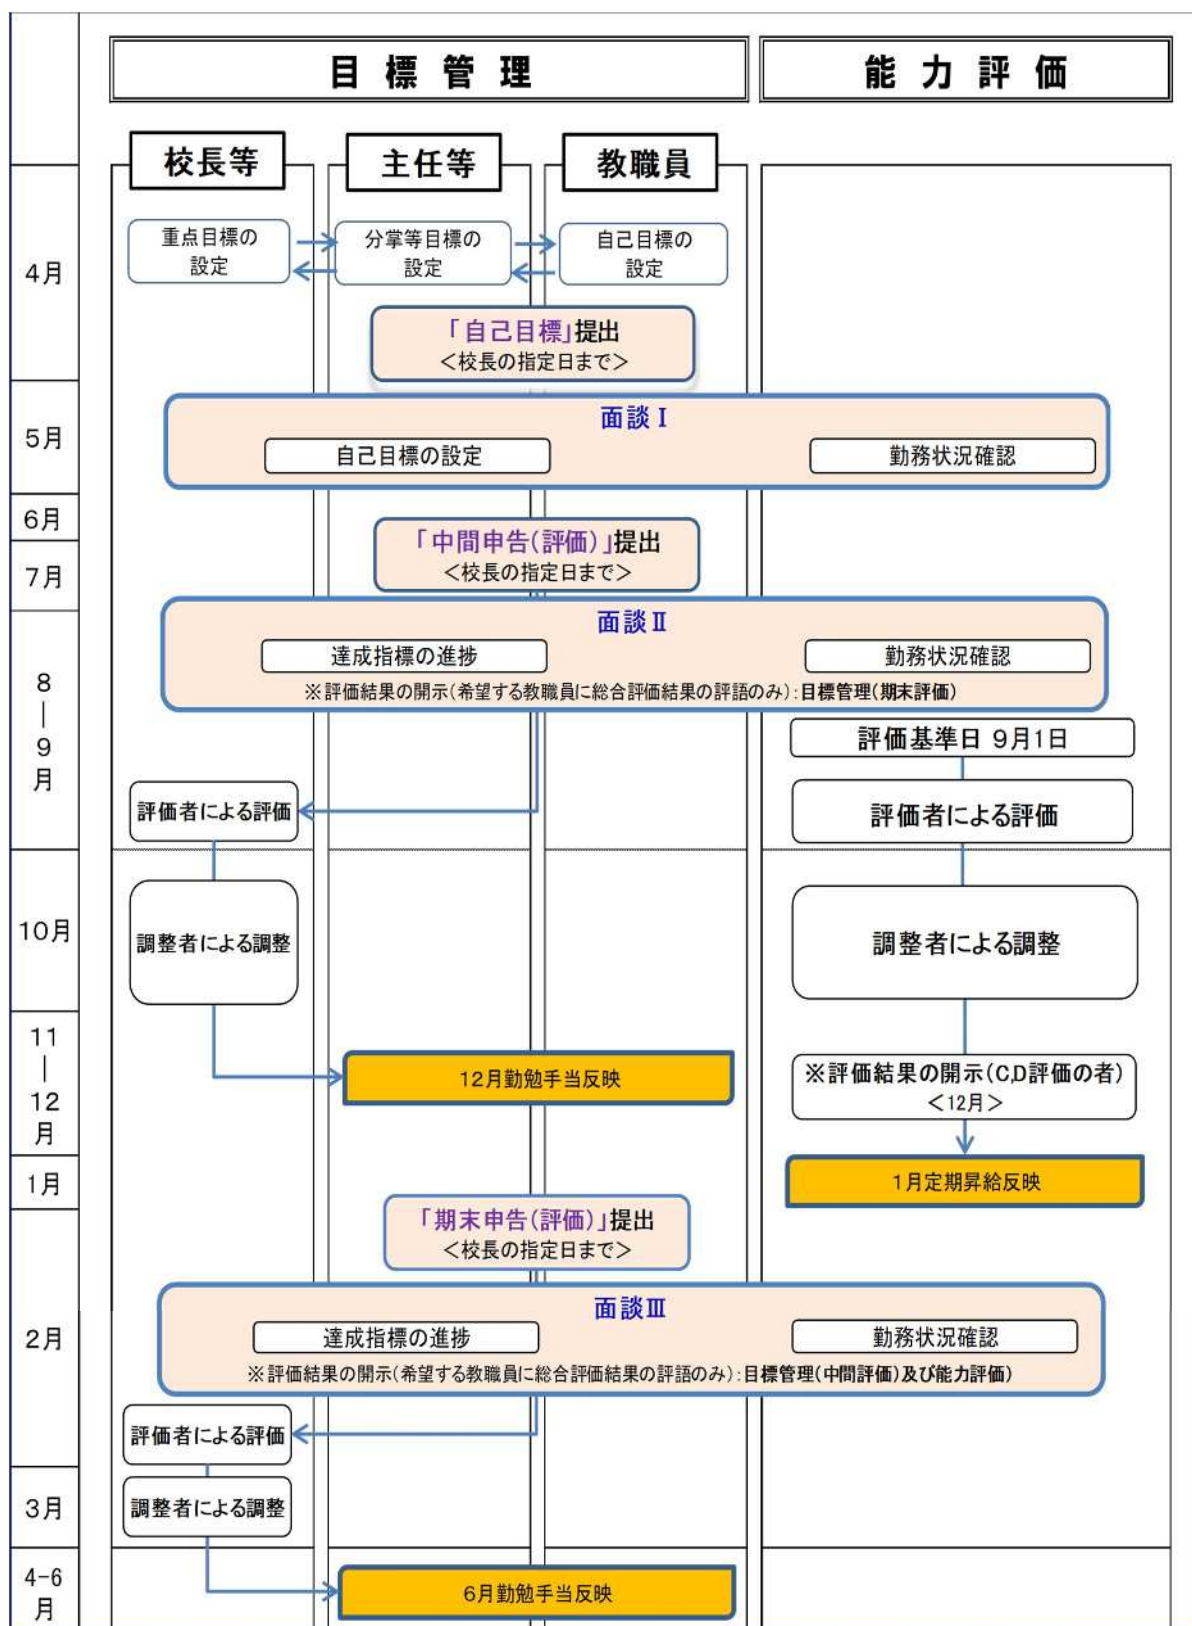 目標管理
能力評価
校長等
主任等
教職員
4月
重点目標の
設定
分掌等目標の
設定
自己目標の
設定
「自己目標」提出
＜校長の指定日まで＞
5月
面談Ⅰ
自己目標の設定
勤務状況確認
6月
「中間申告(評価)」提出
＜校長の指定日まで＞
7月
面談Ⅱ
達成指標の進捗
勤務状況確認
※評価結果の開示(希望する教職員に総合評価結果の評語のみ):目標管理(期末評価)
8
｜
9
月
評価基準日 9月1日
評価者による評価
評価者による評価
10月
調整者による調整
調整者による調整
11
｜
12
月
12月勤勉手当反映
※評価結果の開示(C,D評価の者)
＜12月＞
1月
1月定期昇給反映
「期末申告(評価)」提出
＜校長の指定日まで＞
2月
面談Ⅲ
達成指標の進捗
勤務状況確認
※評価結果の開示(希望する教職員に総合評価結果の評語のみ):目標管理(中間評価)及び能力評価)
評価者による評価
3月
調整者による調整
4-6
月
6月勤勉手当反映